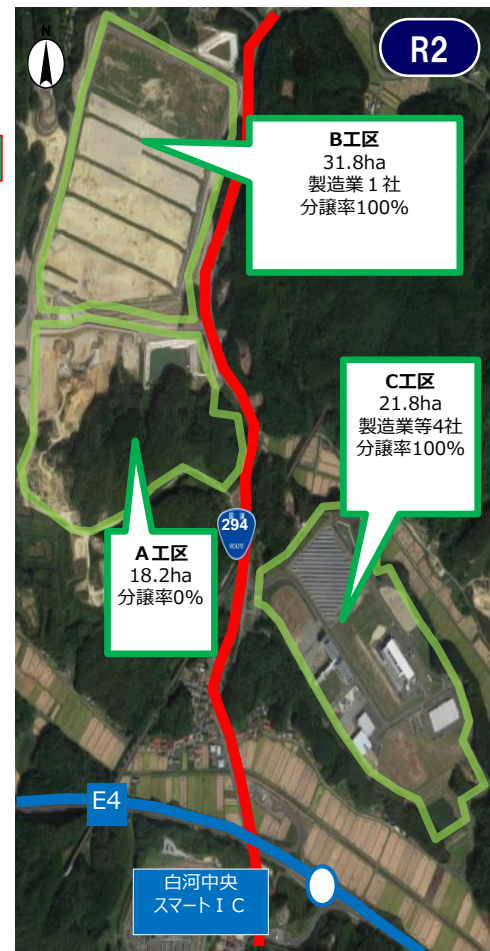 N
R2
B工区
31.8ha
製造業1社
分譲率100%
C工区
21.8ha
製造業等4社
分譲率100%
A工区
18.2ha
分譲率0%
294
ROUTE
E4
白河中央
スマートＩＣ